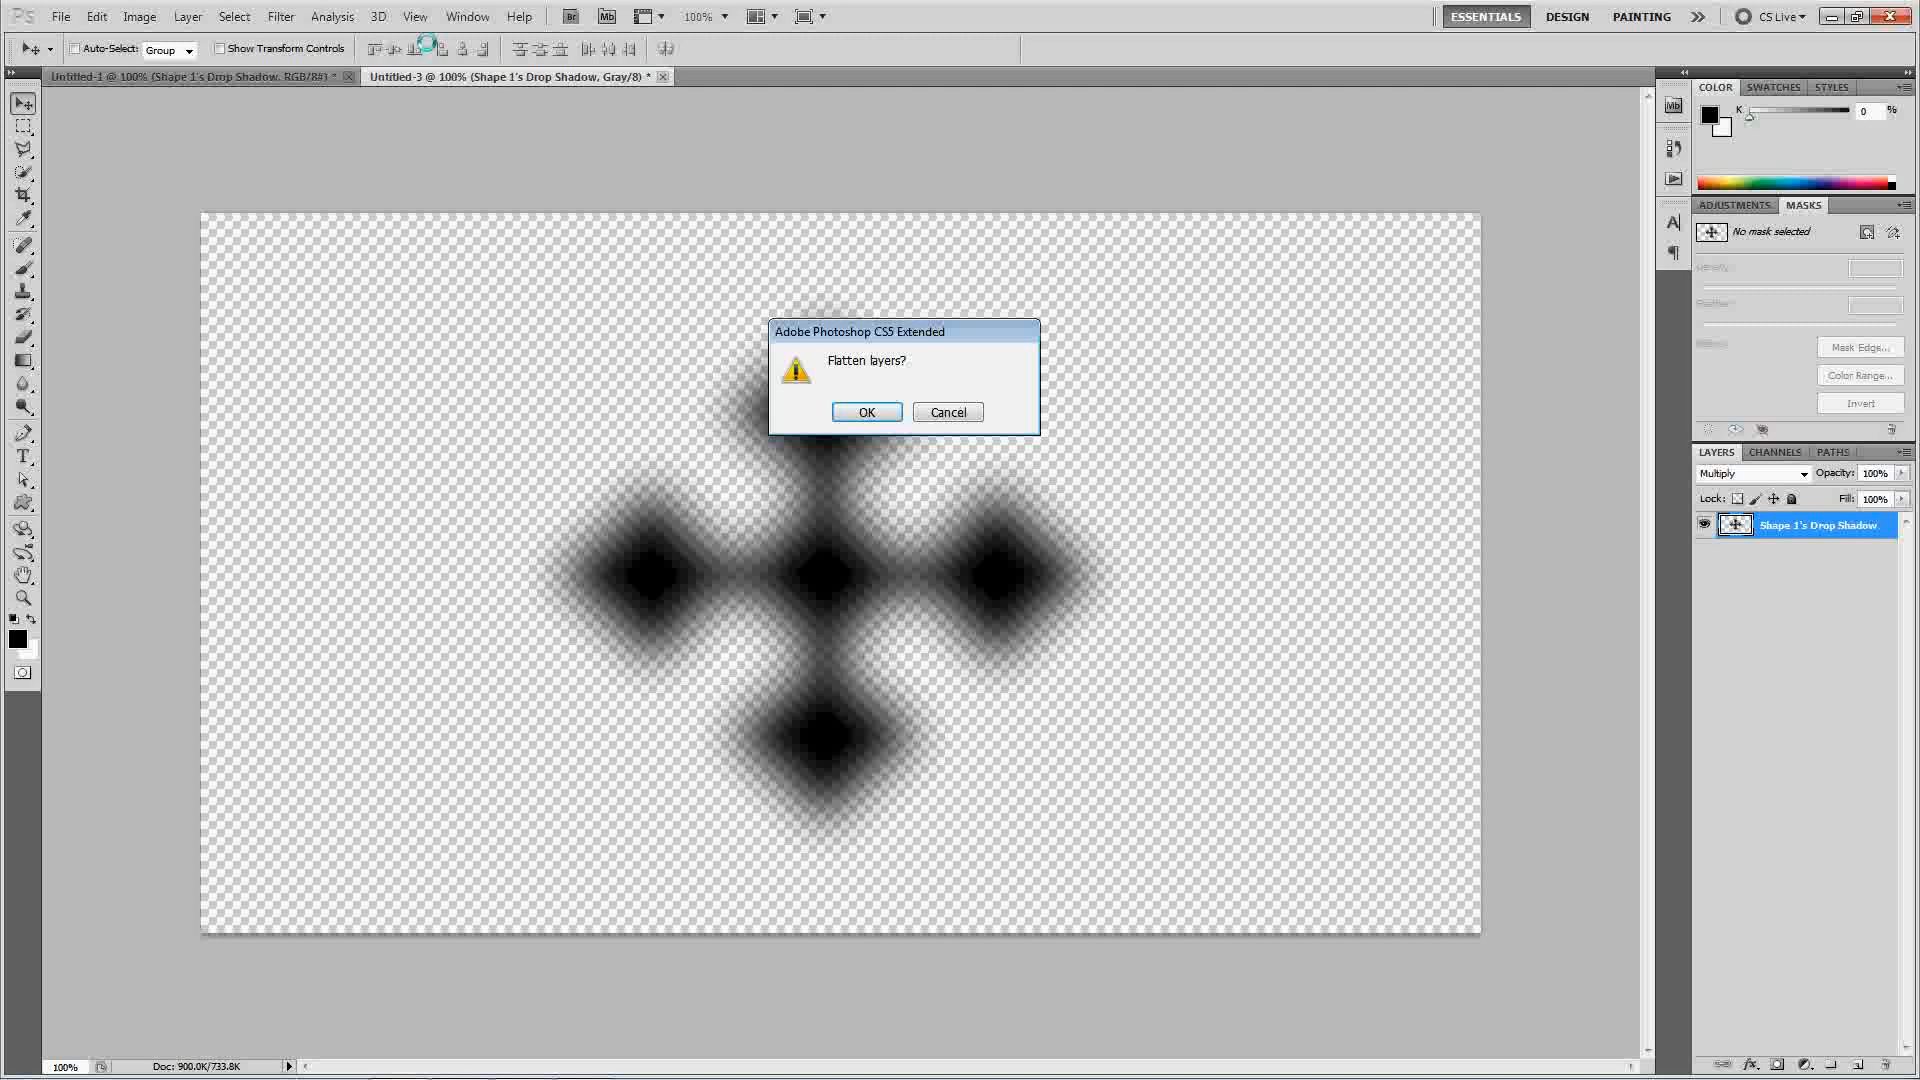 Ps File Edit Image Layer Select Filter Analysis 3D View Window Help Br Mb 100% ESSENTIALS DESIGN PAINTING CS Live
Auto-Select: Group Show Transform Controls
Untitled-1 @ 100% (Shape 1's Drop Shadow, RGB/8#) * Untitled-3 @ 100% (Shape 1's Drop Shadow, Gray/8) *
COLOR SWATCHES STYLES
Mb
K 0 %
ADJUSTMENTS MASKS
No mask selected
Adobe Photoshop CS5 Extended
Flatten layers?
OK Cancel
Mask Edge...
Color Range...
Invert
LAYERS CHANNELS PATHS
Multiply Opacity: 100%
Lock: Fill: 100%
Shape 1's Drop Shadow
100% Doc: 900.0K/733.8K